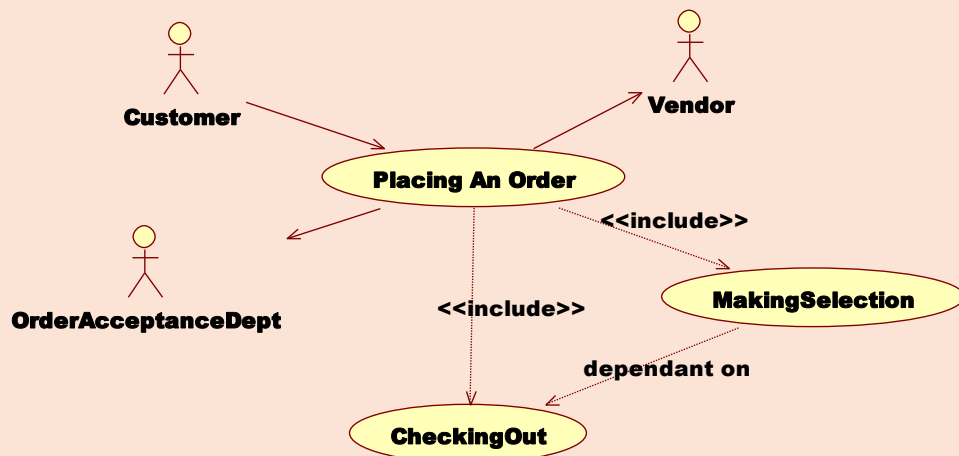 Customer
Vendor
Placing An Order
<<include>>
OrderAcceptanceDept
MakingSelection
<<include>>
dependant on
CheckingOut